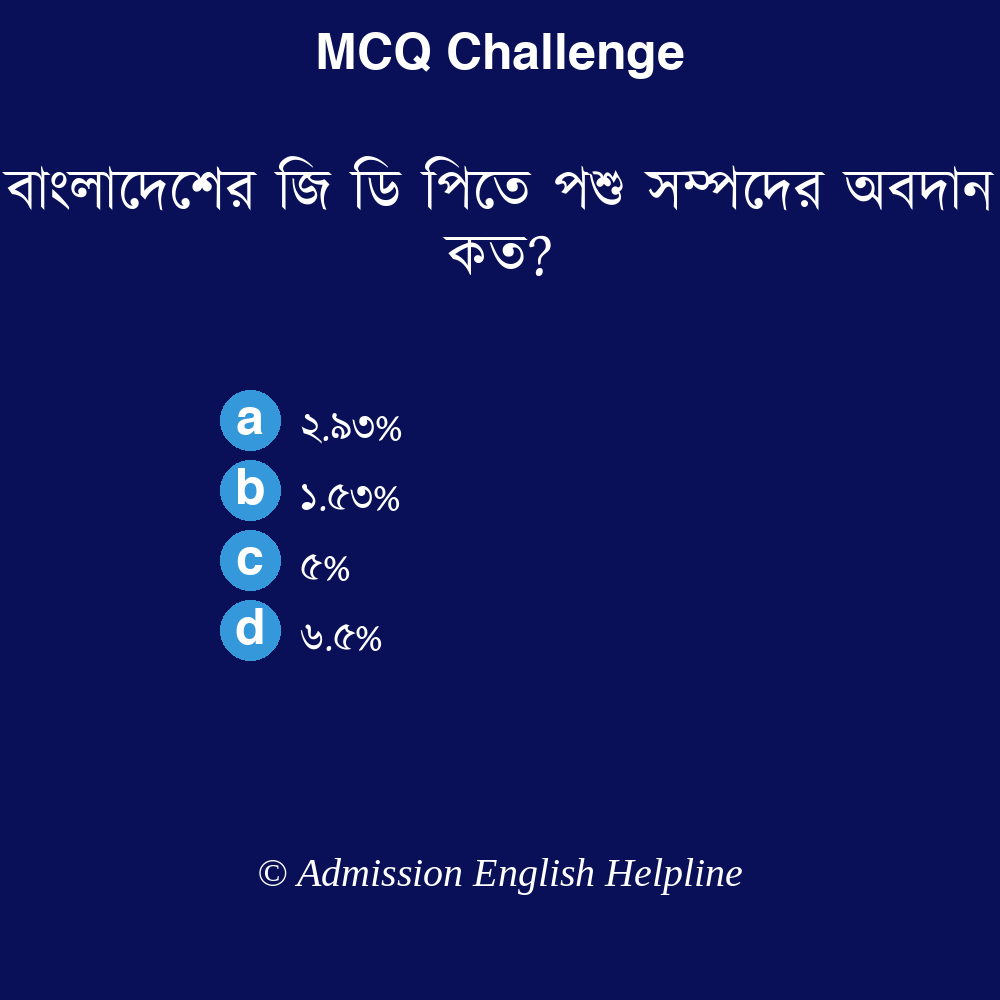 MCQ Challenge
বাংলাদেশের জি ডি পিতে পশু সম্পদের অবদান
কত?
a ২.৯৩%
b ১.৫৩%
c ৫%
d ৬.৫%
© Admission English Helpline